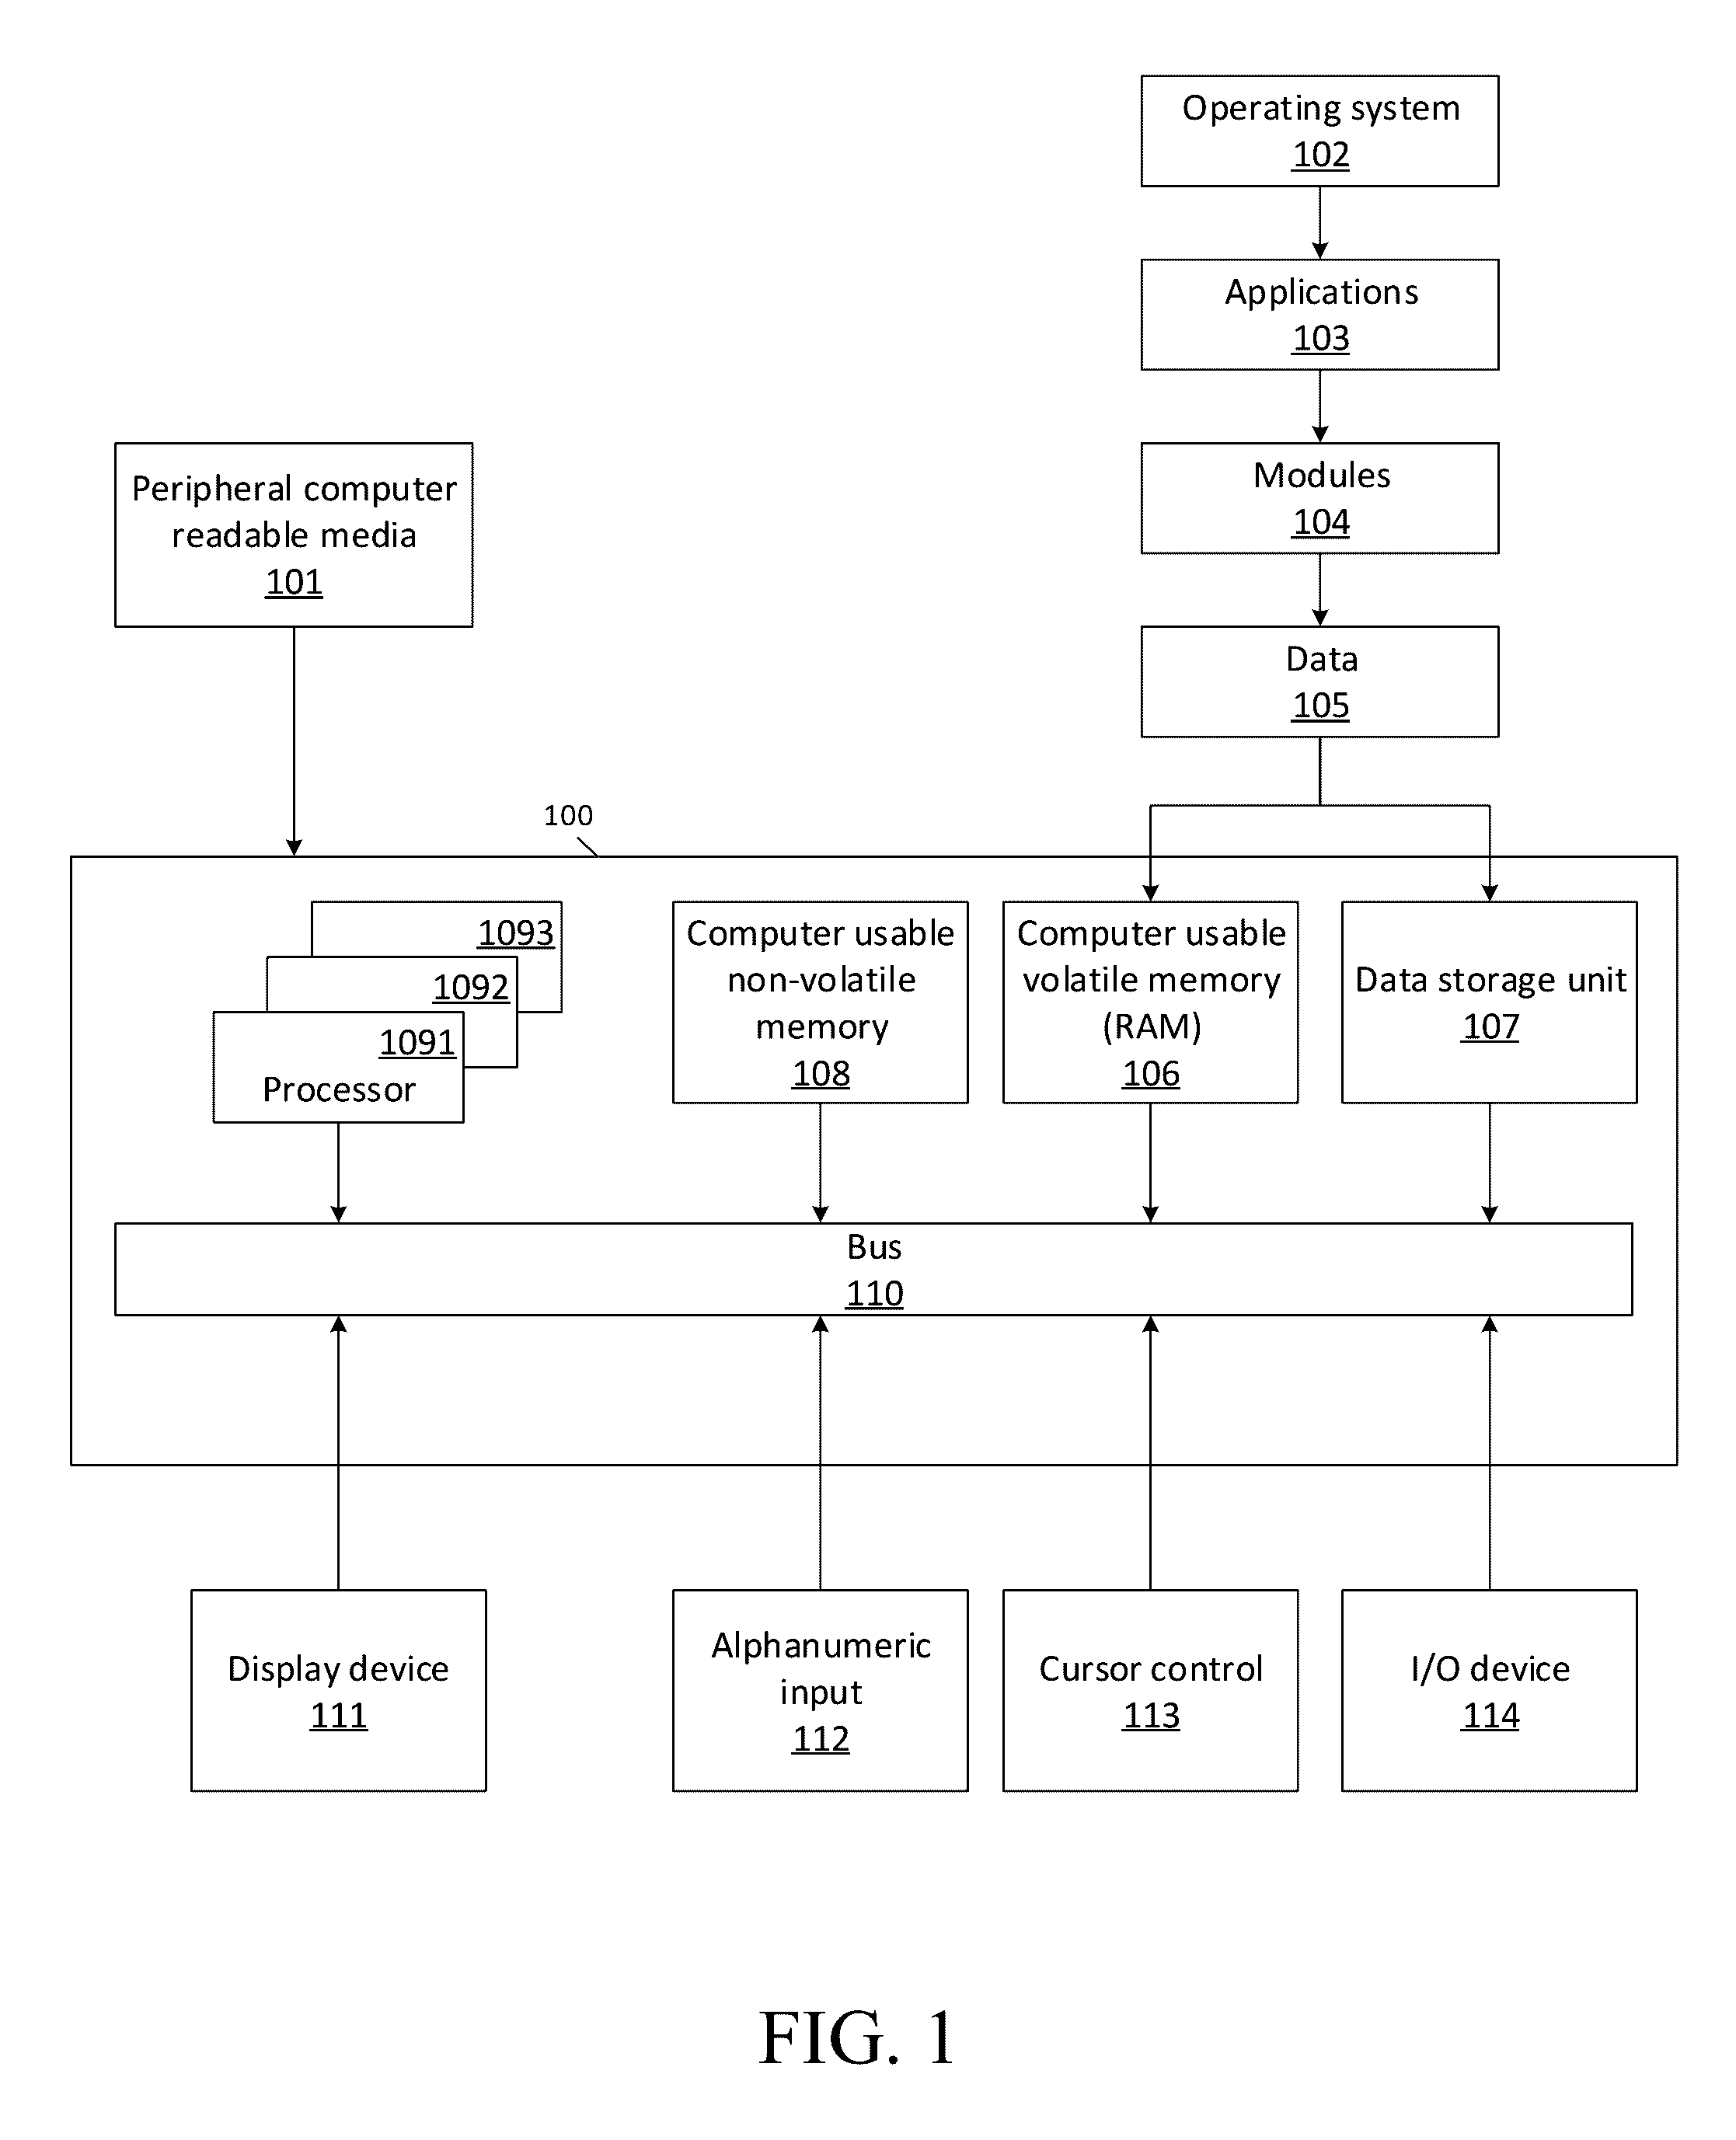 Operating system
102
Applications
103
Modules
104
Peripheral computer
readable media
101
Data
105
100
1093
1092
1091
Processor
Computer usable
non-volatile
memory
108
Computer usable
volatile memory
(RAM)
106
Data storage unit
107
Bus
110
Display device
111
Alphanumeric
input
112
Cursor control
113
I/O device
114
FIG. 1